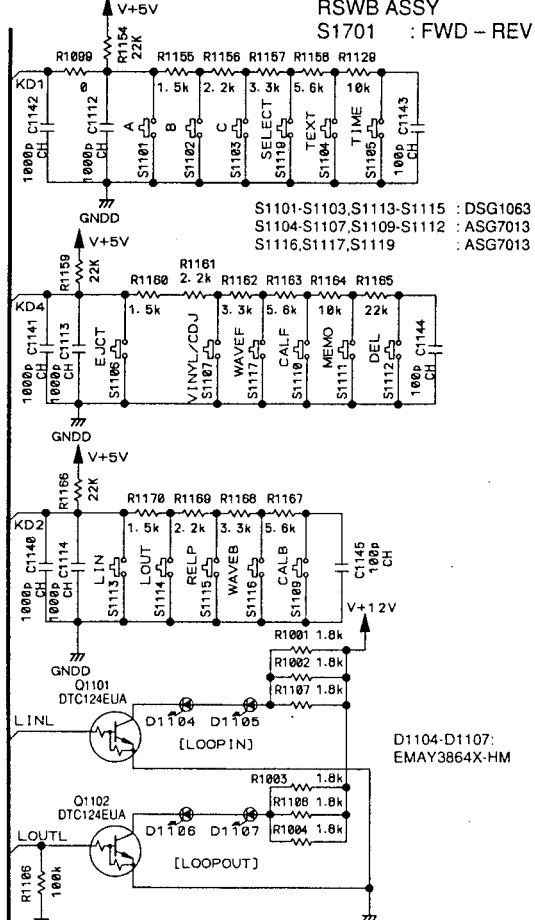 RSWB ASSY
S1701 : FWD – REV
V+5V
R1154
22K
R1099
0
R1155
1. 5k
R1156
2. 2k
R1157
3. 3k
R1158
5. 6k
R1129
10k
KD1
1000p C1142
CH
1000p C1112
CH
A
S1101
B
S1102
C
S1103
SELECT
S1119
TEXT
S1104
TIME
S1105
100p C1143
CH
GNDD
S1101-S1103,S1113-S1115 : DSG1063
S1104-S1107,S1109-S1112 : ASG7013
S1116,S1117,S1119 : ASG7013
V+5V
R1159
22K
R1160
1. 5k
R1161
2. 2k
R1162
3. 3k
R1163
5. 6k
R1164
10k
R1165
22k
KD4
1000p C1141
CH
1000p C1113
CH
EJCT
S1106
VINYL/CDJ
S1107
WAVEF
S1117
CALF
S1110
MEMO
S1111
DEL
S1112
100p C1144
CH
GNDD
V+5V
R1166
22K
R1170
1. 5k
R1169
2. 2k
R1168
3. 3k
R1167
5. 6k
KD2
1000p C1140
CH
1000p C1114
CH
LIN
S1113
LOUT
S1114
RELP
S1115
WAVEB
S1116
CALB
S1109
C1145
100p
CH
GNDD
V+12V
R1001 1.8k
R1002 1.8k
R1107 1.8k
Q1101
DTC124EUA
LINL
D1104 D1105
[LOOPIN]
D1104-D1107:
EMAY3864X-HM
R1003 1.8k
R1108 1.8k
R1004 1.8k
Q1102
DTC124EUA
LOUTL
D1106 D1107
[LOOPOUT]
R1106
100k